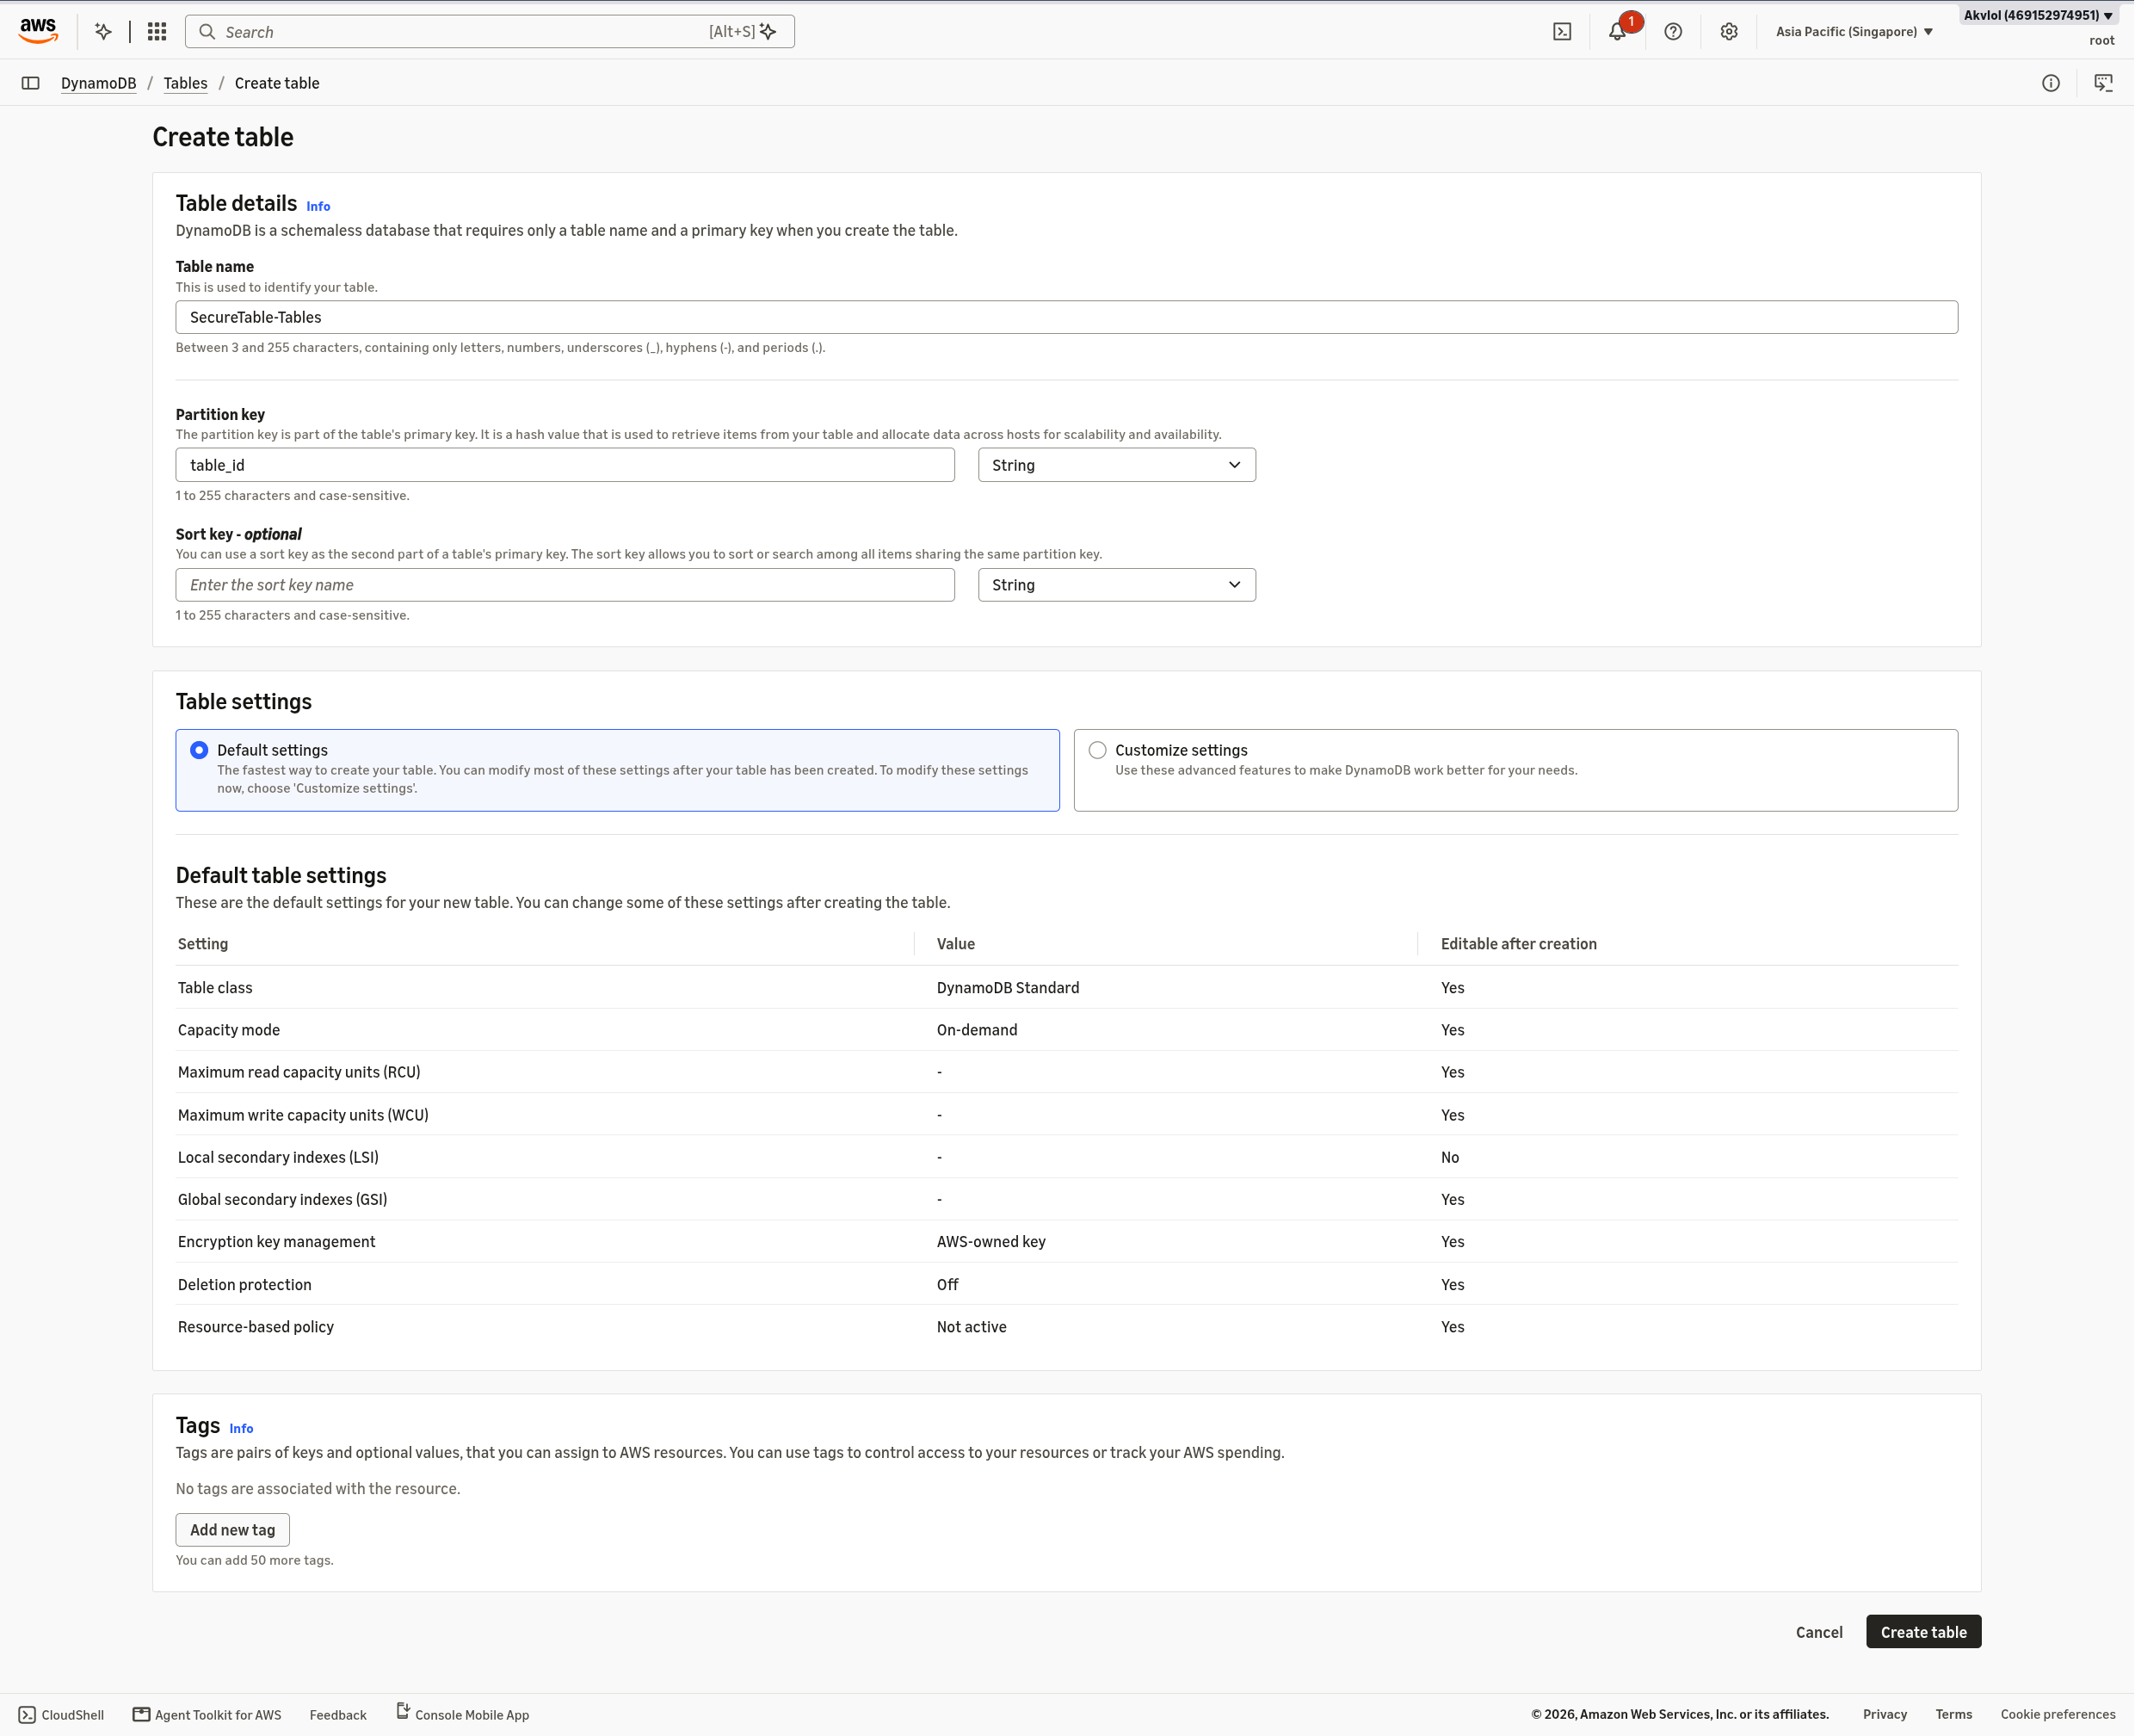 aws
Search [Alt+S]
1
Asia Pacific (Singapore)
Akvlol (469152974951)
root
DynamoDB / Tables / Create table
Create table
Table details Info
DynamoDB is a schemaless database that requires only a table name and a primary key when you create the table.
Table name
This is used to identify your table.
SecureTable-Tables
Between 3 and 255 characters, containing only letters, numbers, underscores (_), hyphens (-), and periods (.).
Partition key
The partition key is part of the table's primary key. It is a hash value that is used to retrieve items from your table and allocate data across hosts for scalability and availability.
table_id String
1 to 255 characters and case-sensitive.
Sort key - optional
You can use a sort key as the second part of a table's primary key. The sort key allows you to sort or search among all items sharing the same partition key.
Enter the sort key name String
1 to 255 characters and case-sensitive.
Table settings
Default settings
The fastest way to create your table. You can modify most of these settings after your table has been created. To modify these settings
now, choose 'Customize settings'.
Customize settings
Use these advanced features to make DynamoDB work better for your needs.
Default table settings
These are the default settings for your new table. You can change some of these settings after creating the table.
Setting Value Editable after creation
Table class DynamoDB Standard Yes
Capacity mode On-demand Yes
Maximum read capacity units (RCU) - Yes
Maximum write capacity units (WCU) - Yes
Local secondary indexes (LSI) - No
Global secondary indexes (GSI) - Yes
Encryption key management AWS-owned key Yes
Deletion protection Off Yes
Resource-based policy Not active Yes
Tags Info
Tags are pairs of keys and optional values, that you can assign to AWS resources. You can use tags to control access to your resources or track your AWS spending.
No tags are associated with the resource.
Add new tag
You can add 50 more tags.
Cancel Create table
CloudShell Agent Toolkit for AWS Feedback Console Mobile App © 2026, Amazon Web Services, Inc. or its affiliates. Privacy Terms Cookie preferences